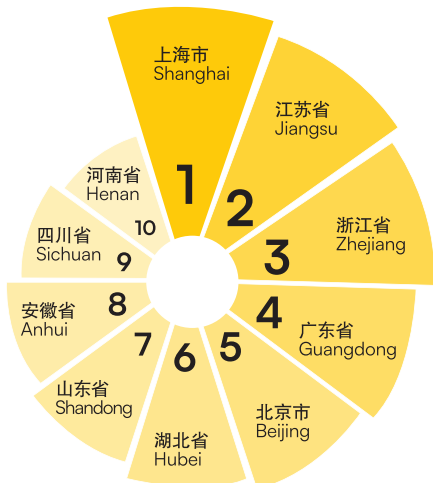 上海市
Shanghai
1
江苏省
Jiangsu
2
浙江省
Zhejiang
3
广东省
Guangdong
4
北京市
Beijing
5
湖北省
Hubei
6
山东省
Shandong
7
安徽省
Anhui
8
四川省
Sichuan
9
河南省
Henan
10